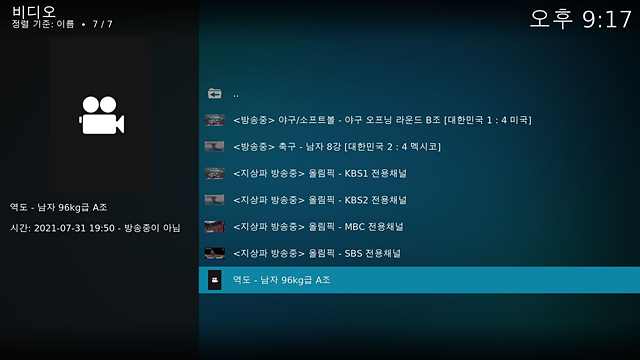 비디오
정렬 기준: 이름 • 7 / 7
오후 9:17
..
<방송중> 야구/소프트볼 - 야구 오프닝 라운드 B조 [대한민국 1 : 4 미국]
<방송중> 축구 - 남자 8강 [대한민국 2 : 4 멕시코]
<지상파 방송중> 올림픽 - KBS1 전용채널
<지상파 방송중> 올림픽 - KBS2 전용채널
<지상파 방송중> 올림픽 - MBC 전용채널
<지상파 방송중> 올림픽 - SBS 전용채널
역도 - 남자 96kg급 A조
역도 - 남자 96kg급 A조
시간: 2021-07-31 19:50 - 방송중이 아님